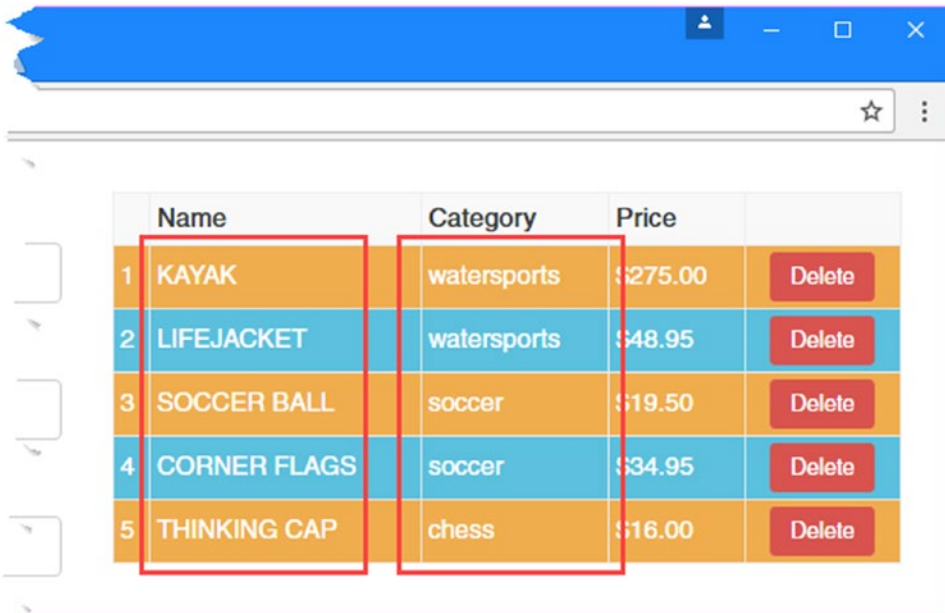 Name Category Price
1 KAYAK watersports $275.00 Delete
2 LIFEJACKET watersports $48.95 Delete
3 SOCCER BALL soccer $19.50 Delete
4 CORNER FLAGS soccer $34.95 Delete
5 THINKING CAP chess $16.00 Delete